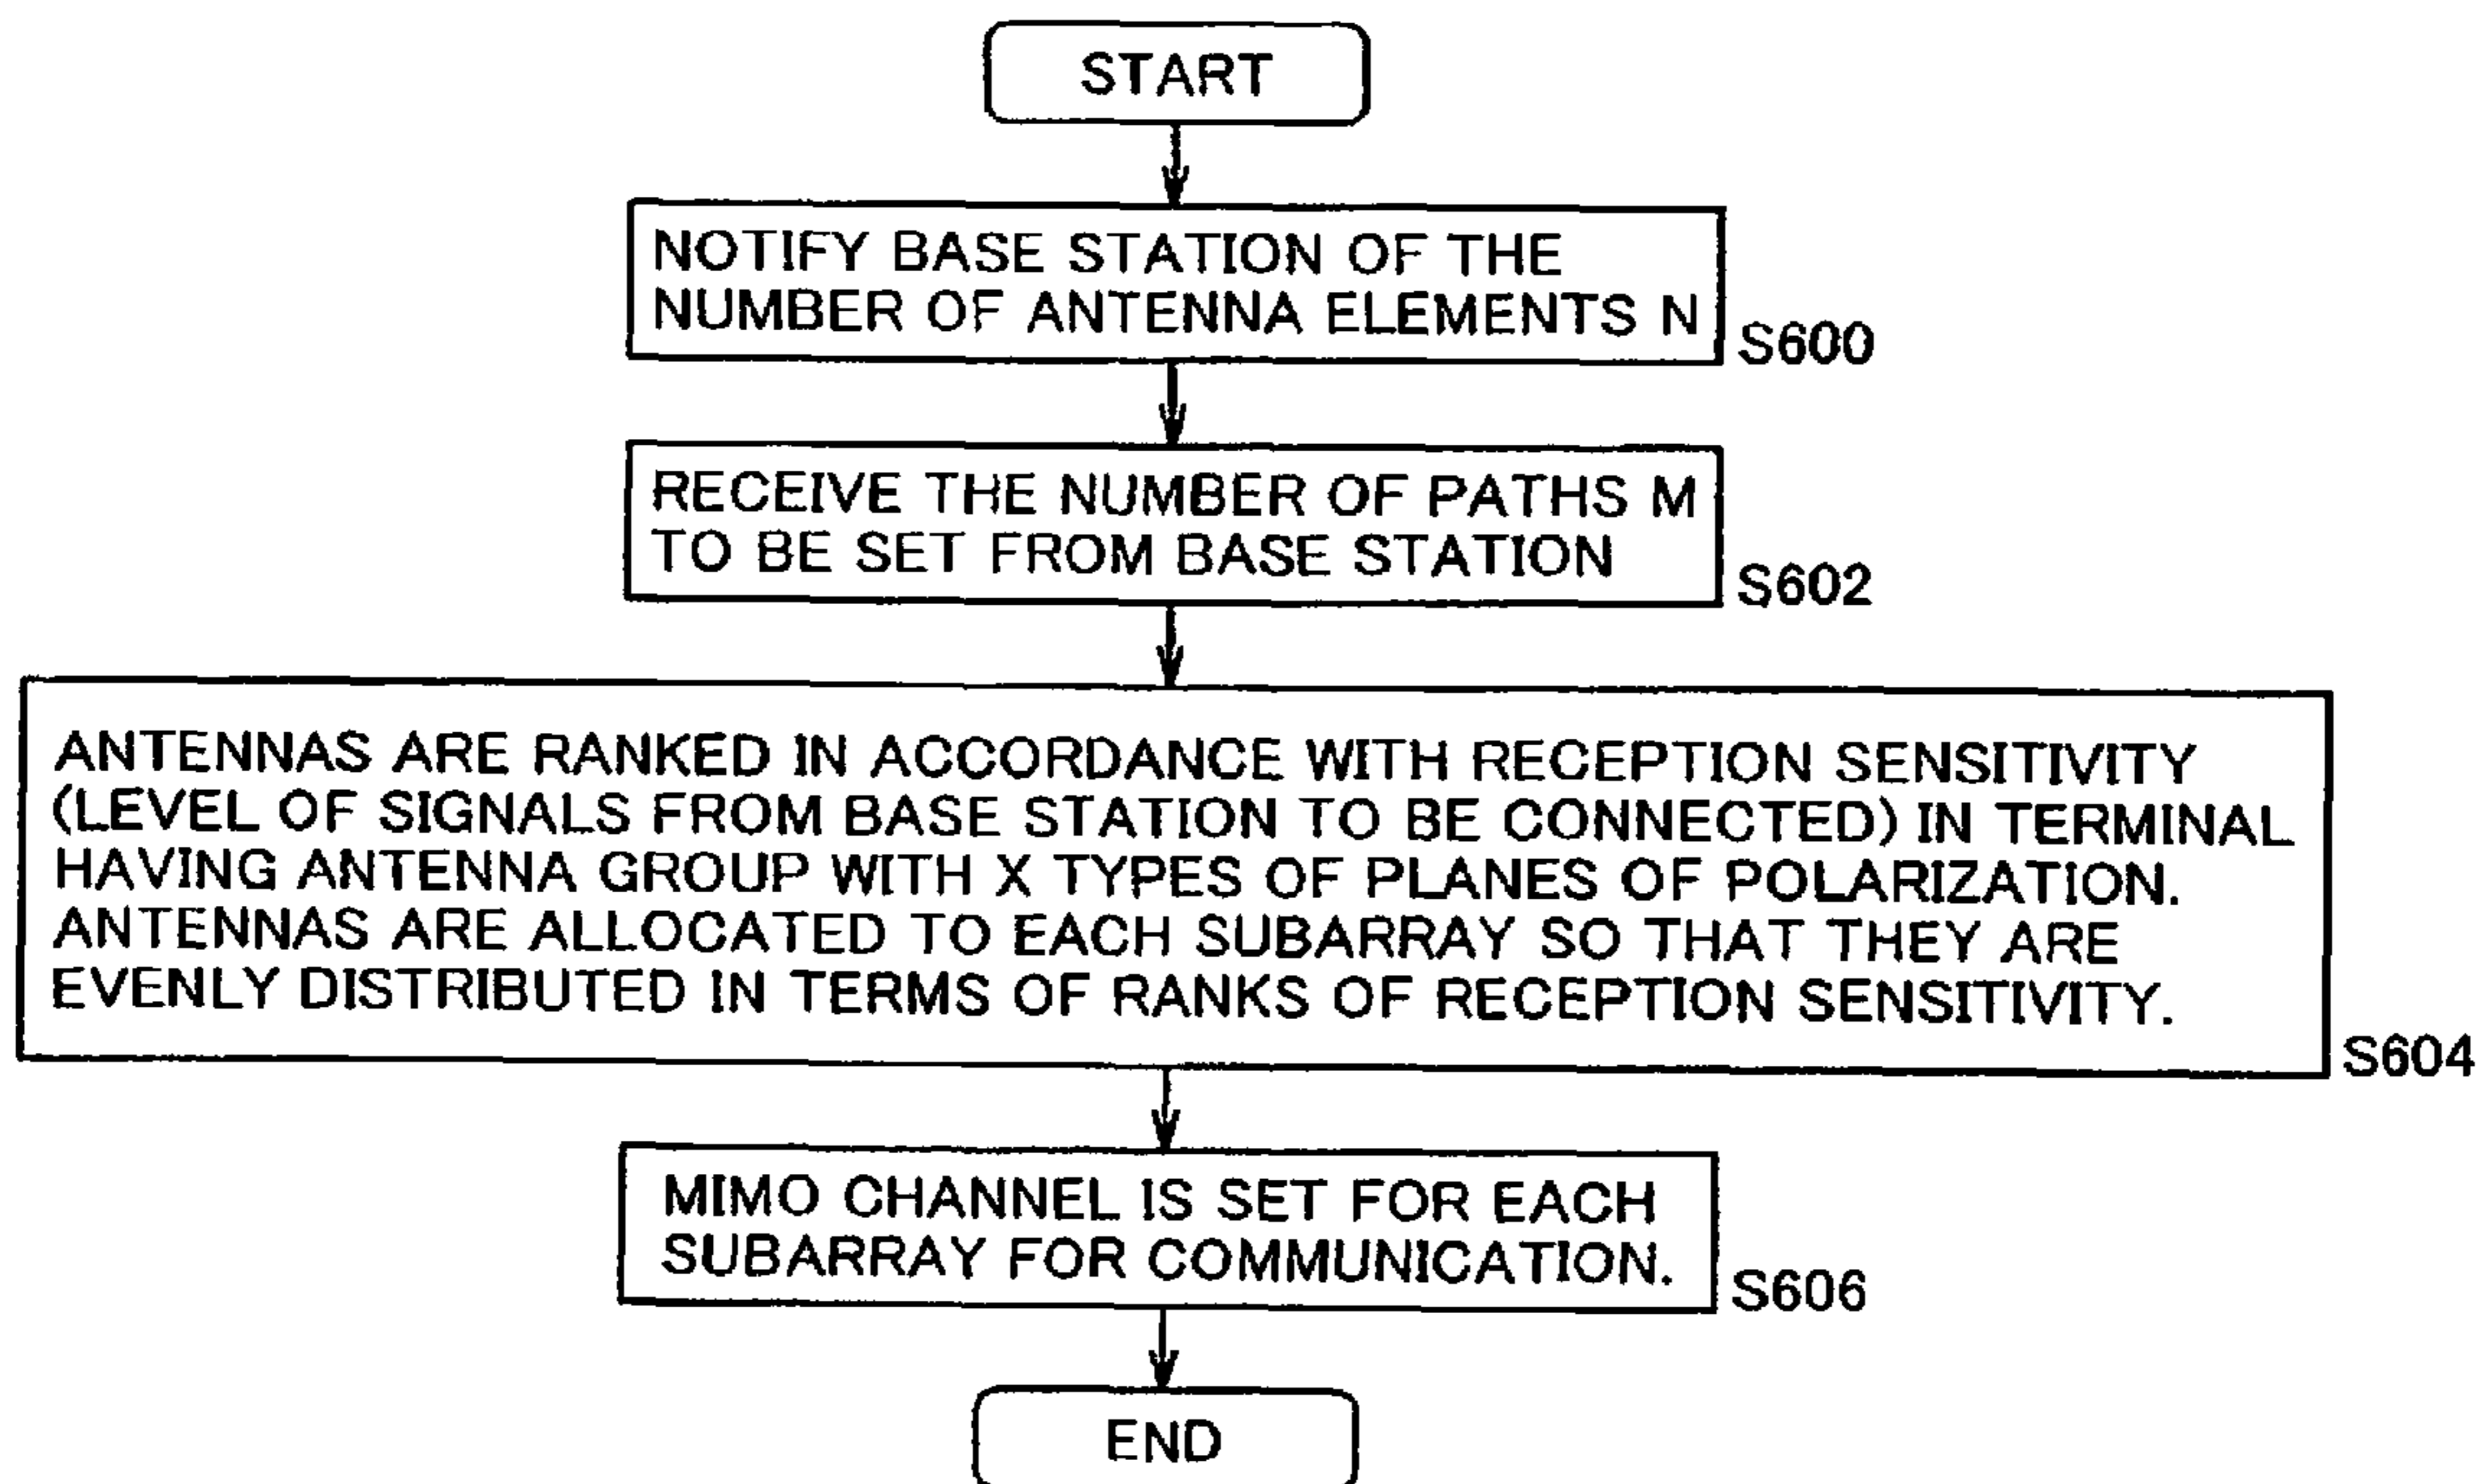 START
NOTIFY BASE STATION OF THE
NUMBER OF ANTENNA ELEMENTS N
S600
RECEIVE THE NUMBER OF PATHS M
TO BE SET FROM BASE STATION
S602
ANTENNAS ARE RANKED IN ACCORDANCE WITH RECEPTION SENSITIVITY
(LEVEL OF SIGNALS FROM BASE STATION TO BE CONNECTED) IN TERMINAL
HAVING ANTENNA GROUP WITH X TYPES OF PLANES OF POLARIZATION.
ANTENNAS ARE ALLOCATED TO EACH SUBARRAY SO THAT THEY ARE
EVENLY DISTRIBUTED IN TERMS OF RANKS OF RECEPTION SENSITIVITY.
S604
MIMO CHANNEL IS SET FOR EACH
SUBARRAY FOR COMMUNICATION.
S606
END